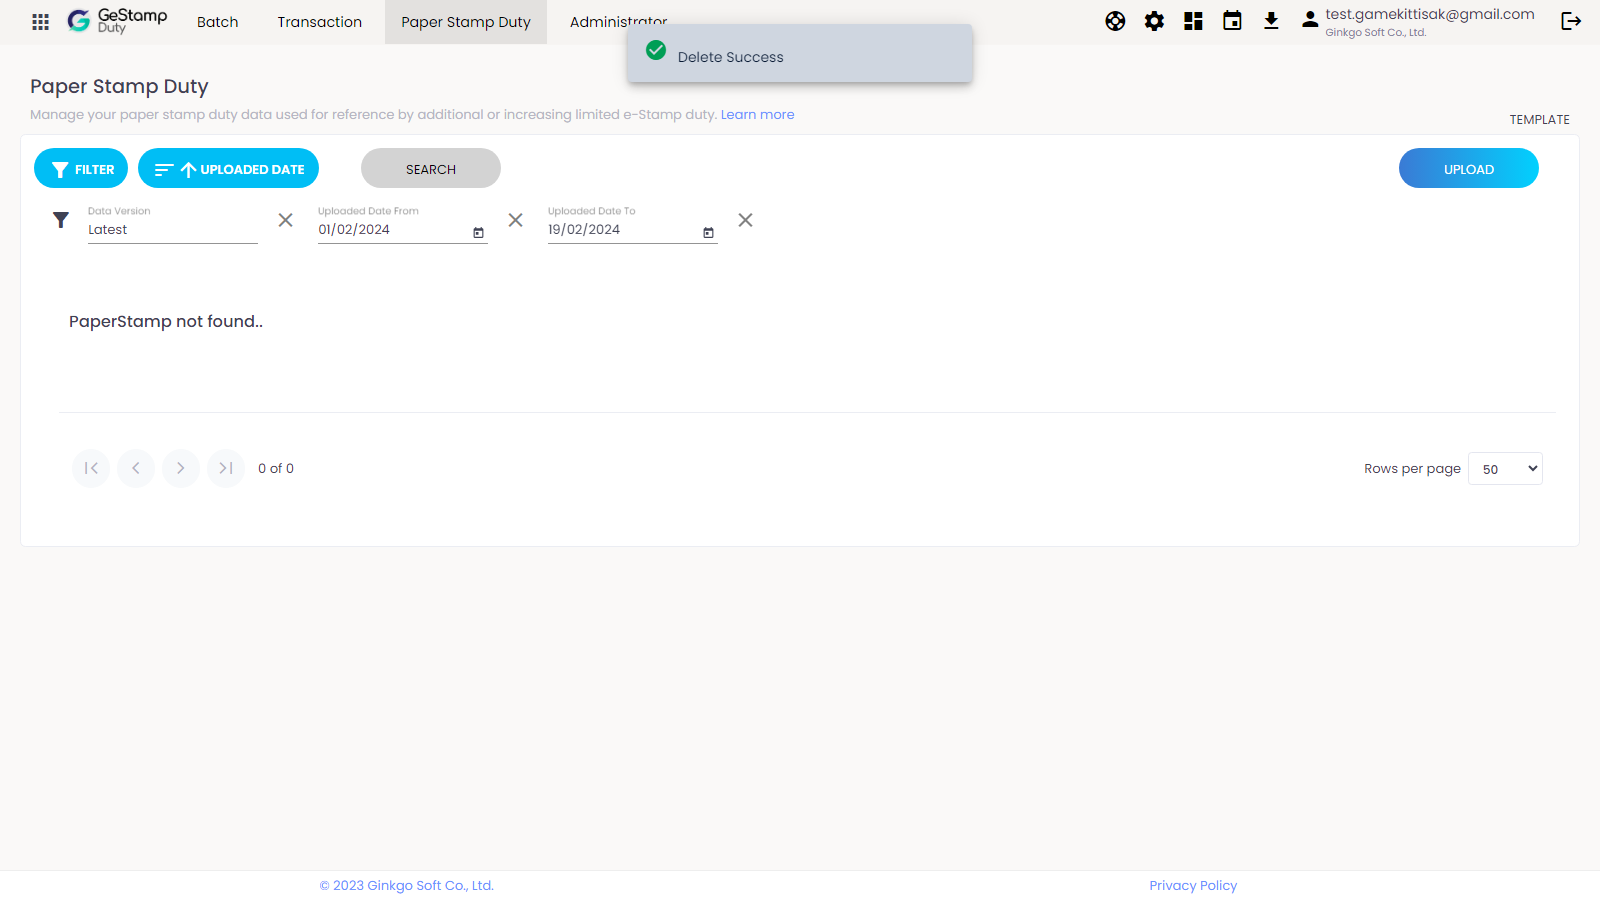 GeStamp
Duty
Batch
Transaction
Paper Stamp Duty
Administrator
test.gamekittisak@gmail.com
Ginkgo Soft Co., Ltd.
Delete Success
Paper Stamp Duty
Manage your paper stamp duty data used for reference by additional or increasing limited e-Stamp duty. Learn more
TEMPLATE
FILTER
UPLOADED DATE
SEARCH
UPLOAD
Data Version
Latest
Uploaded Date From
01/02/2024
Uploaded Date To
19/02/2024
PaperStamp not found..
0 of 0
Rows per page
50
© 2023 Ginkgo Soft Co., Ltd.
Privacy Policy